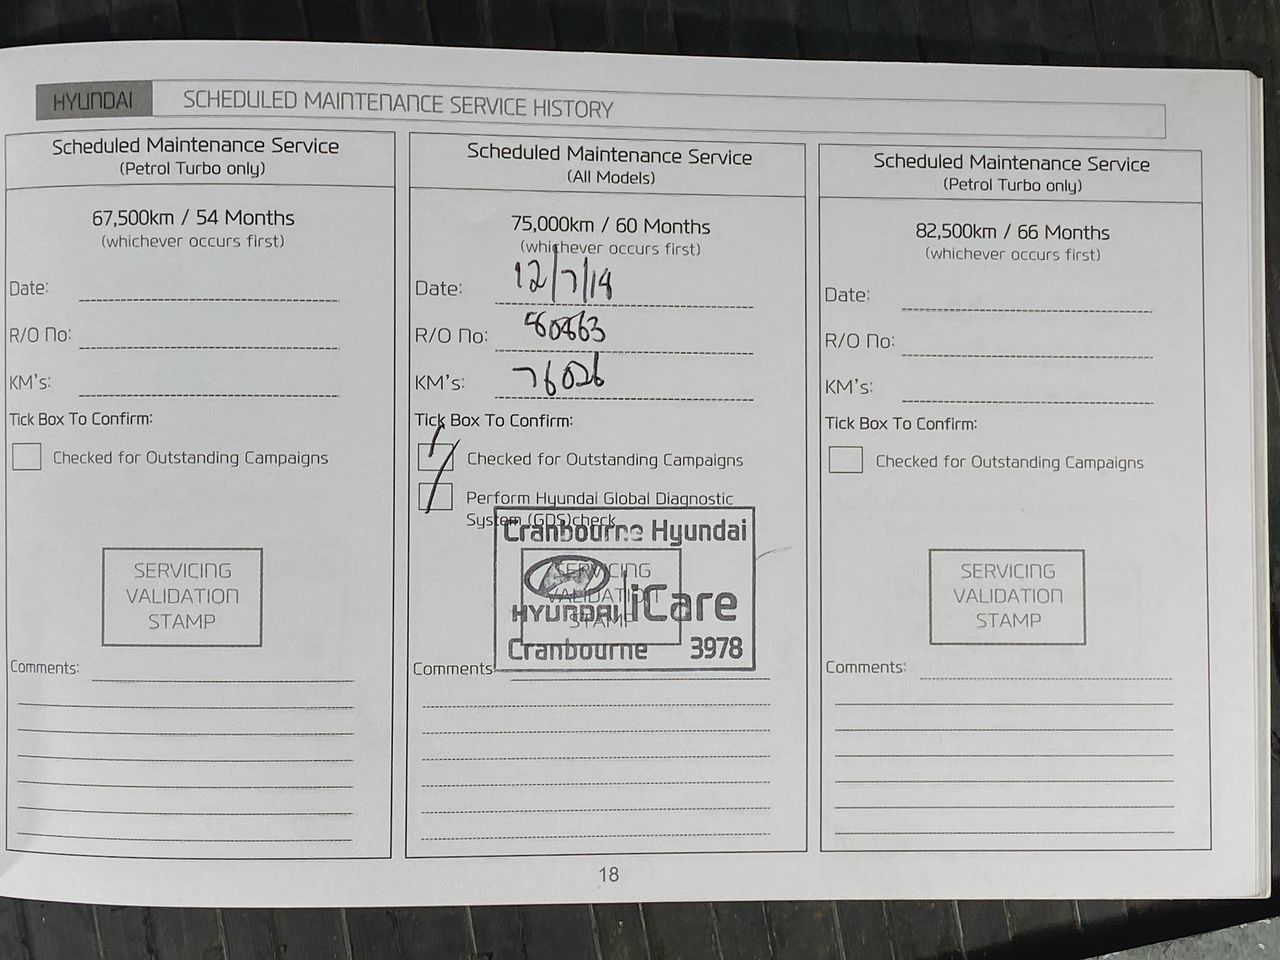 HYUNDAI SCHEDULED MAINTENANCE SERVICE HISTORY
Scheduled Maintenance Service
(Petrol Turbo only)
67,500km / 54 Months
(whichever occurs first)
Date:
R/O No:
KM's:
Tick Box To Confirm:
Checked for Outstanding Campaigns
SERVICING
VALIDATION
STAMP
Comments:
Scheduled Maintenance Service
(All Models)
75,000km / 60 Months
(whichever occurs first)
Date: 12/7/18
R/O No: 80863
KM's: 76026
Tick Box To Confirm:
Checked for Outstanding Campaigns
Perform Hyundai Global Diagnostic
System (GDS)check
Cranbourne Hyundai
SERVICING
VALIDATION
STAMP
HYUNDAI iCare
Cranbourne 3978
Comments
Scheduled Maintenance Service
(Petrol Turbo only)
82,500km / 66 Months
(whichever occurs first)
Date:
R/O No:
KM's:
Tick Box To Confirm:
Checked for Outstanding Campaigns
SERVICING
VALIDATION
STAMP
Comments:
18